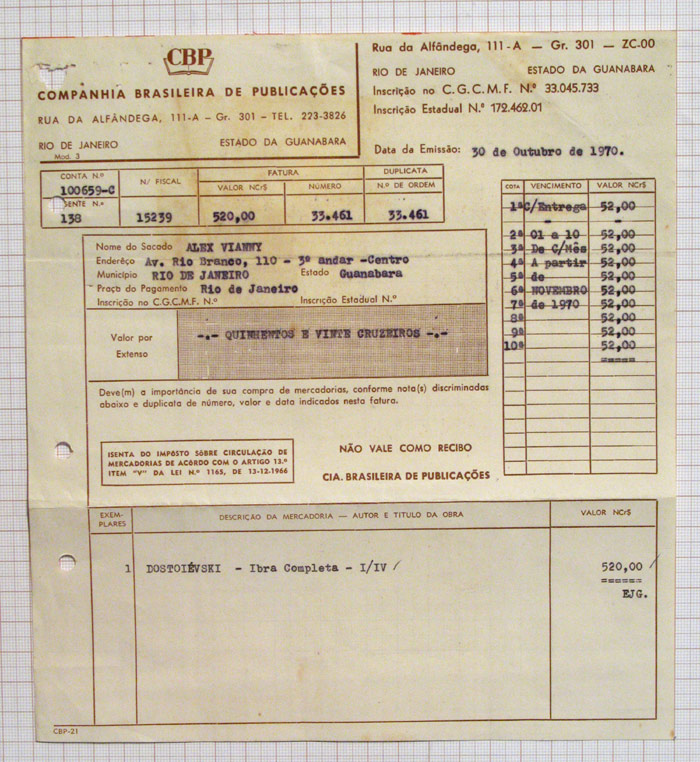 CBP
COMPANHIA BRASILEIRA DE PUBLICAÇÕES
RUA DA ALFÂNDEGA, 111-A — Gr. 301 - TEL. 223-3826
RIO DE JANEIRO ESTADO DA GUANABARA
Mod. 3
Rua da Alfândega, 111-A — Gr. 301 — ZC-00
RIO DE JANEIRO ESTADO DA GUANABARA
Inscrição no C.G.C.M.F. N.º 33.045.733
Inscrição Estadual N.º 172.462.01
Data da Emissão: 30 de Outubro de 1970.
CONTA N.º N/ FISCAL FATURA DUPLICATA
VALOR NCr$ NÚMERO N.º DE ORDEM
100659-C
N.º
138 15239 520,00 33.461 33.461
COTA VENCIMENTO VALOR NCr$
1ª C/Entrega 52,00
- -
2ª 01 a 10 52,00
3ª De C/Mês 52,00
4ª A partir 52,00
5ª de 52,00
6ª NOVEMBRO 52,00
7ª de 1970 52,00
8ª 52,00
9ª 52,00
10ª 52,00
=====
Nome do Sacado ALEX VIANNY
Enderêço Av. Rio Branco, 110 - 3º andar -Centro
Município RIO DE JANEIRO Estado Guanabara
Praça do Pagamento Rio de Janeiro
Inscrição no C.G.C.M.F. N.º Inscrição Estadual N.º
Valor por Extenso -.- QUINHENTOS E VINTE CRUZEIROS -.-
Deve(m) a importância de sua compra de mercadorias, conforme nota(s) discriminadas
abaixo e duplicata de número, valor e data indicados nesta fatura.
ISENTA DO IMPÔSTO SÔBRE CIRCULAÇÃO DE
MERCADORIAS DE ACÔRDO COM O ARTIGO 13.º
ITEM "V" DA LEI N.º 1165, DE 13-12-1966
NÃO VALE COMO RECIBO
CIA. BRASILEIRA DE PUBLICAÇÕES
EXEM-
PLARES DESCRIÇÃO DA MERCADORIA — AUTOR E TITULO DA OBRA VALOR NCr$
1 DOSTOIÉVSKI - Ibra Completa - I/IV 520,00
======
EJG.
CBP-21